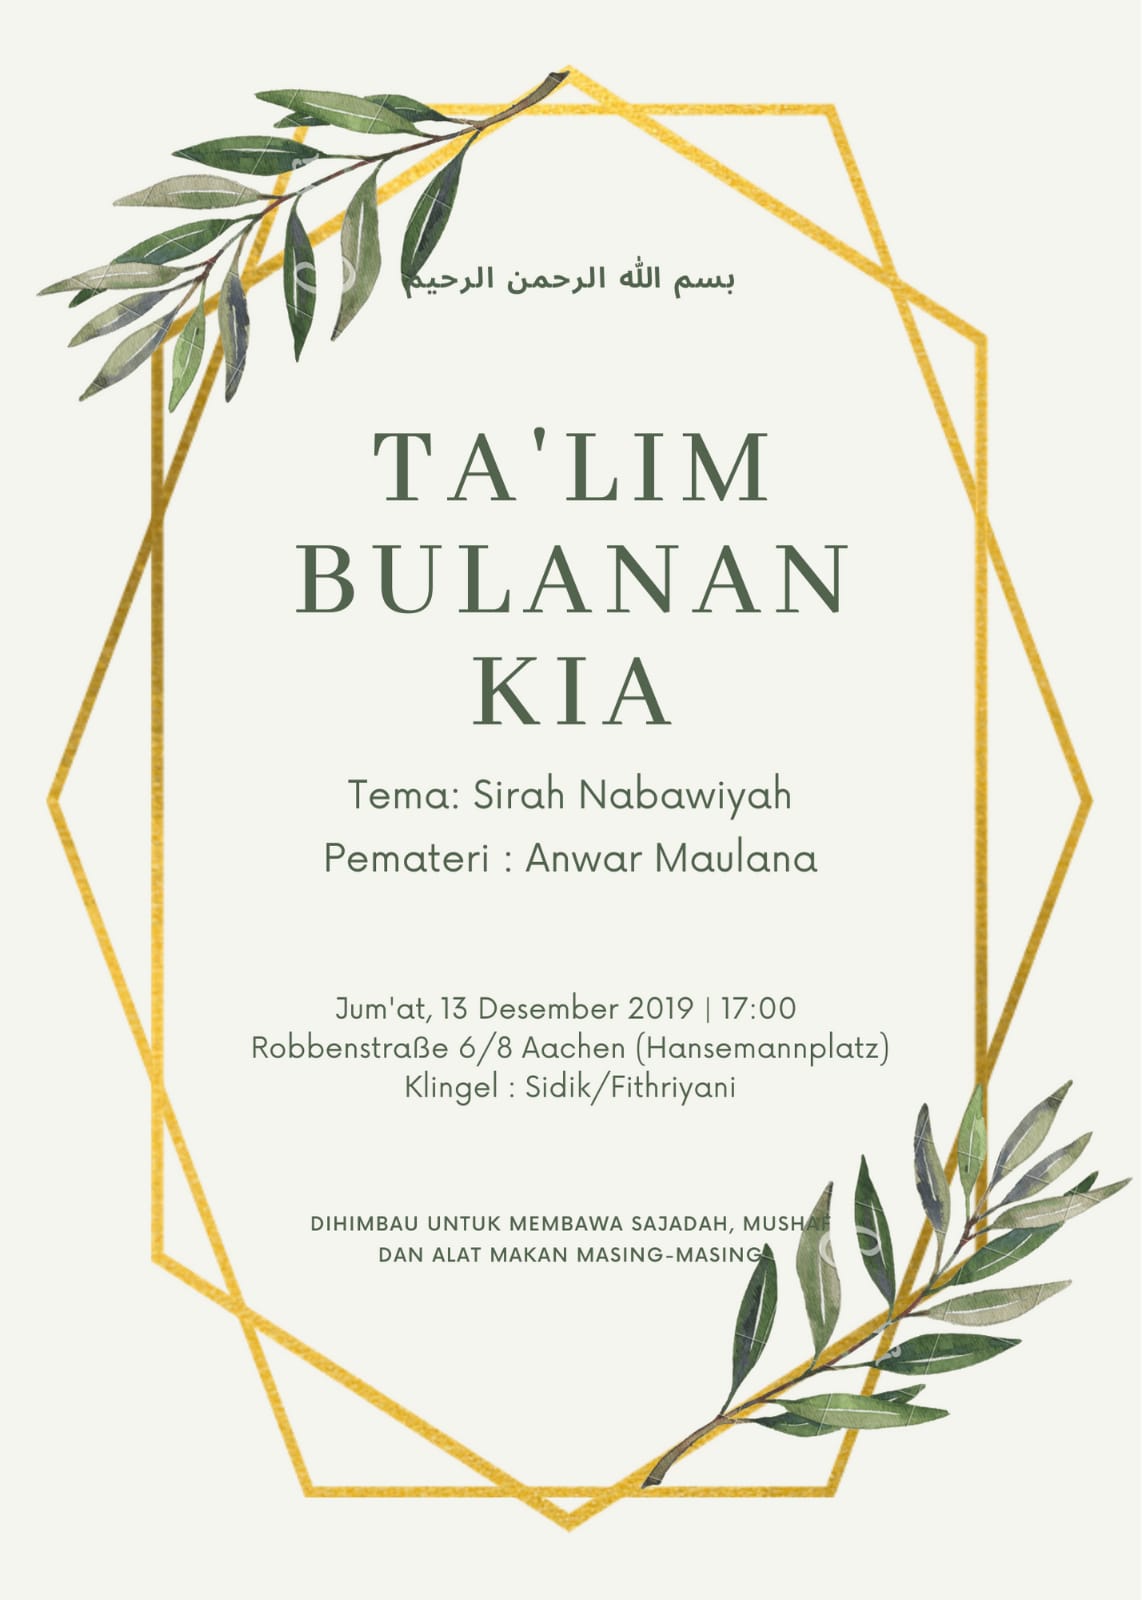 بسم الله الرحمن الرحيم
TA'LIM
BULANAN
KIA
Tema: Sirah Nabawiyah
Pemateri : Anwar Maulana
Jum'at, 13 Desember 2019 | 17:00
Robbenstraße 6/8 Aachen (Hansemannplatz)
Klingel : Sidik/Fithriyani
DIHIMBAU UNTUK MEMBAWA SAJADAH, MUSHAF
DAN ALAT MAKAN MASING-MASING